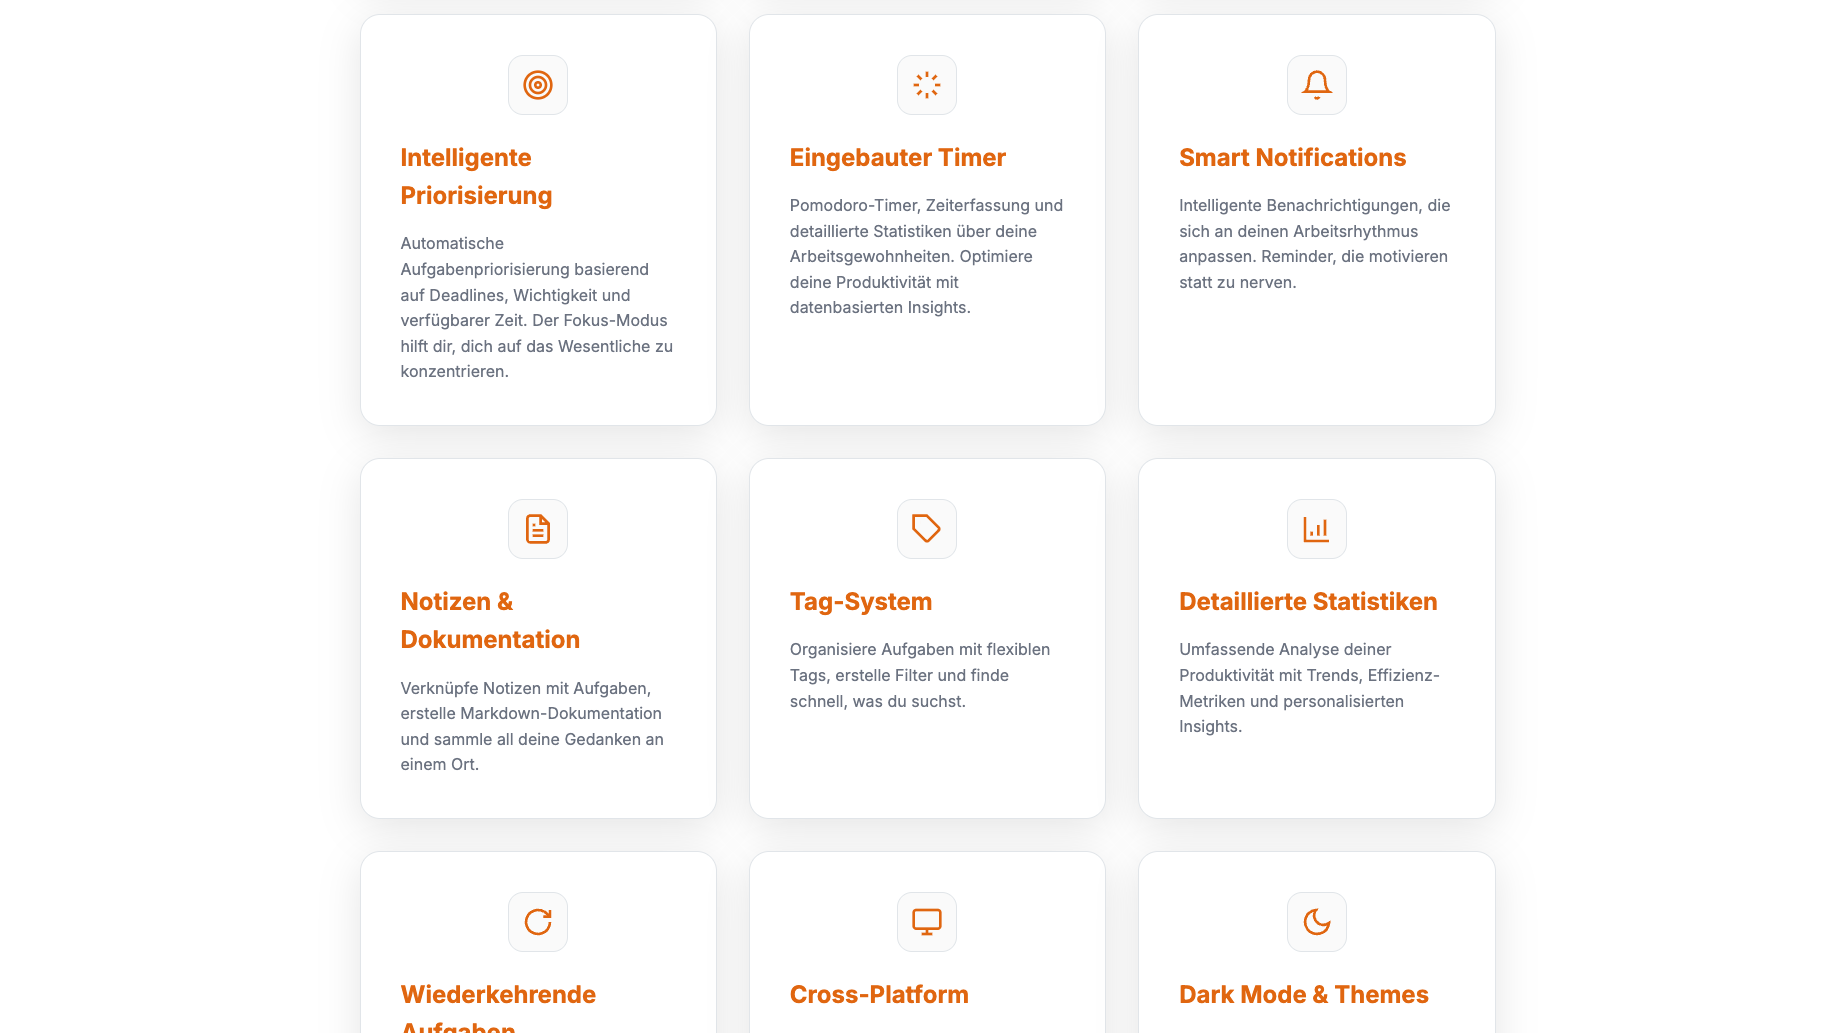 Intelligente
Priorisierung
Automatische
Aufgabenpriorisierung basierend
auf Deadlines, Wichtigkeit und
verfügbarer Zeit. Der Fokus-Modus
hilft dir, dich auf das Wesentliche zu
konzentrieren.
Eingebauter Timer
Pomodoro-Timer, Zeiterfassung und
detaillierte Statistiken über deine
Arbeitsgewohnheiten. Optimiere
deine Produktivität mit
datenbasierten Insights.
Smart Notifications
Intelligente Benachrichtigungen, die
sich an deinen Arbeitsrhythmus
anpassen. Reminder, die motivieren
statt zu nerven.
Notizen &
Dokumentation
Verknüpfe Notizen mit Aufgaben,
erstelle Markdown-Dokumentation
und sammle all deine Gedanken an
einem Ort.
Tag-System
Organisiere Aufgaben mit flexiblen
Tags, erstelle Filter und finde
schnell, was du suchst.
Detaillierte Statistiken
Umfassende Analyse deiner
Produktivität mit Trends, Effizienz-
Metriken und personalisierten
Insights.
Wiederkehrende
Aufgaben
Cross-Platform
Dark Mode & Themes